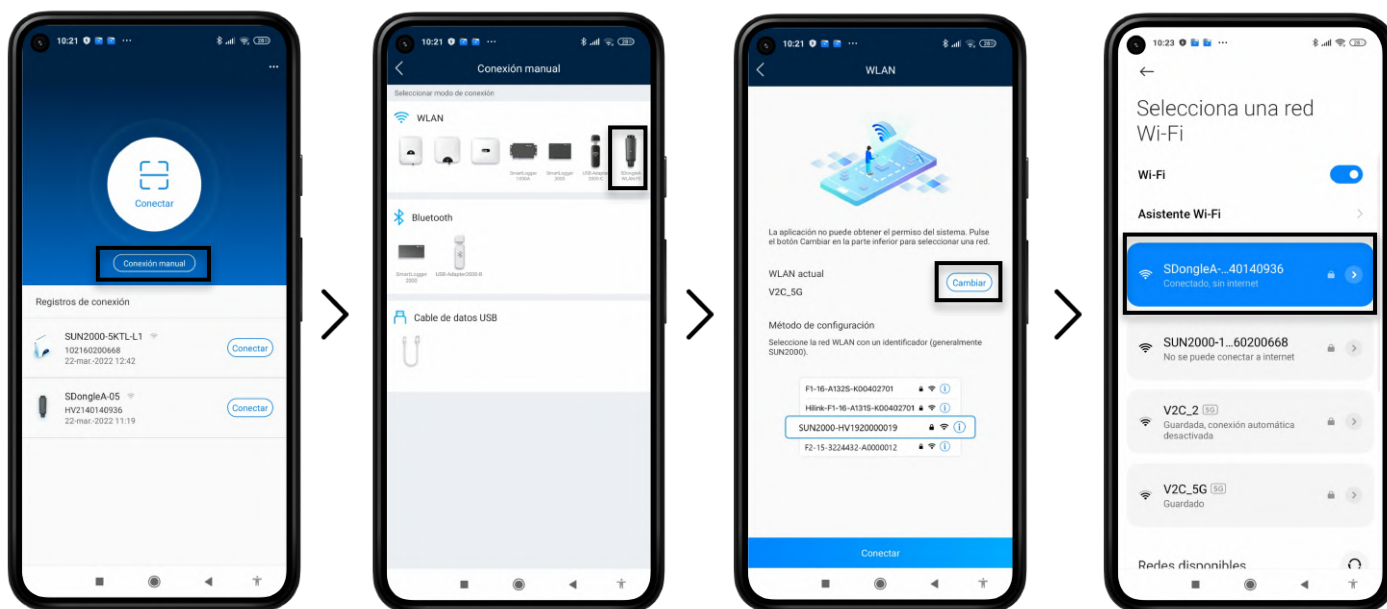 10:21
Conectar
Conexión manual
Registros de conexión
SUN2000-5KTL-L1
102160200668
22-mar.-2022 12:42
Conectar
SDongleA-05
HV2140140936
22-mar.-2022 11:19
Conectar
10:21
Conexión manual
Seleccionar modo de conexión
WLAN
SmartLogger
SmartLogger
USB-Adapter
SDongleA
WLAN-FE
Bluetooth
SmartLogger
2000
USB-Adapter2000-B
Cable de datos USB
10:21
WLAN
La aplicación no puede obtener el permiso del sistema. Pulse
el botón Cambiar en la parte inferior para seleccionar una red.
WLAN actual
V2C_5G
Cambiar
Método de configuración
Seleccione la red WLAN con un identificador (generalmente
SUN2000).
F1-16-A132S-K00402701
Hilink-F1-16-A131S-K00402701
SUN2000-HV1920000019
F2-15-3224432-A0000012
Conectar
10:23
Selecciona una red
Wi-Fi
Wi-Fi
Asistente Wi-Fi
SDongleA-...40140936
Conectado, sin internet
SUN2000-1...60200668
No se puede conectar a internet
V2C_2 5G
Guardada, conexión automática
desactivada
V2C_5G 5G
Guardado
Redes disponibles